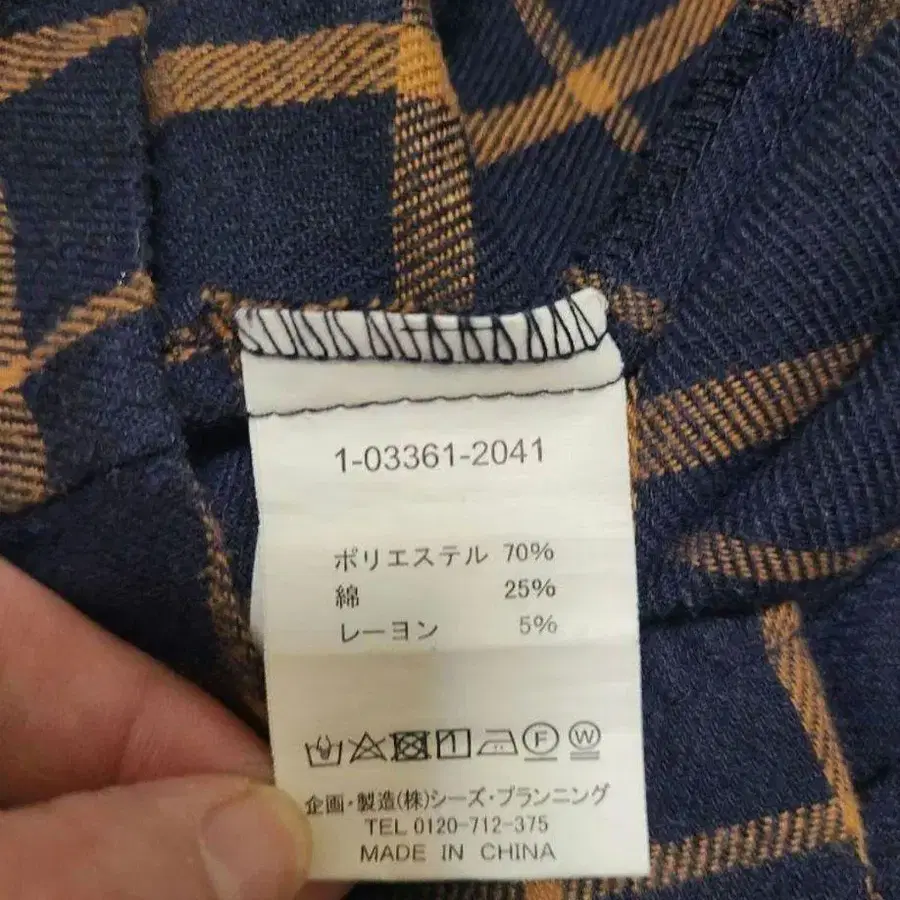 1-03361-2041
ポリエステル 70%
綿 25%
レーヨン 5%
F W
企画・製造(株)シーズ・プランニング
TEL 0120-712-375
MADE IN CHINA